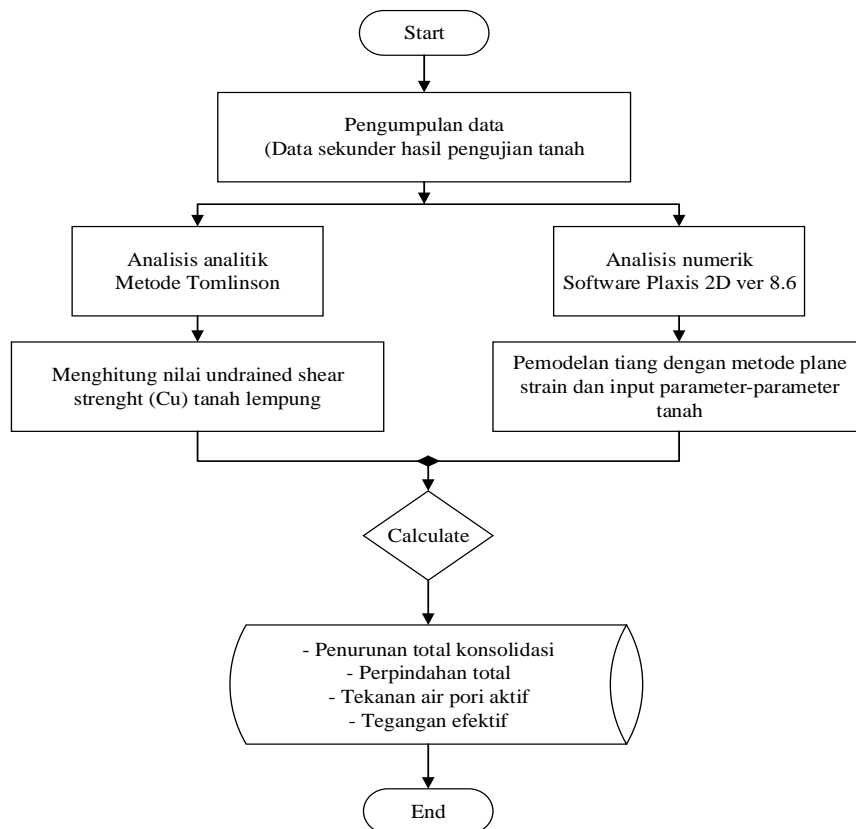 Start
Pengumpulan data
(Data sekunder hasil pengujian tanah
Analisis analitik
Metode Tomlinson
Analisis numerik
Software Plaxis 2D ver 8.6
Menghitung nilai undrained shear
strenght (Cu) tanah lempung
Pemodelan tiang dengan metode plane
strain dan input parameter-parameter
tanah
Calculate
- Penurunan total konsolidasi
- Perpindahan total
- Tekanan air pori aktif
- Tegangan efektif
End